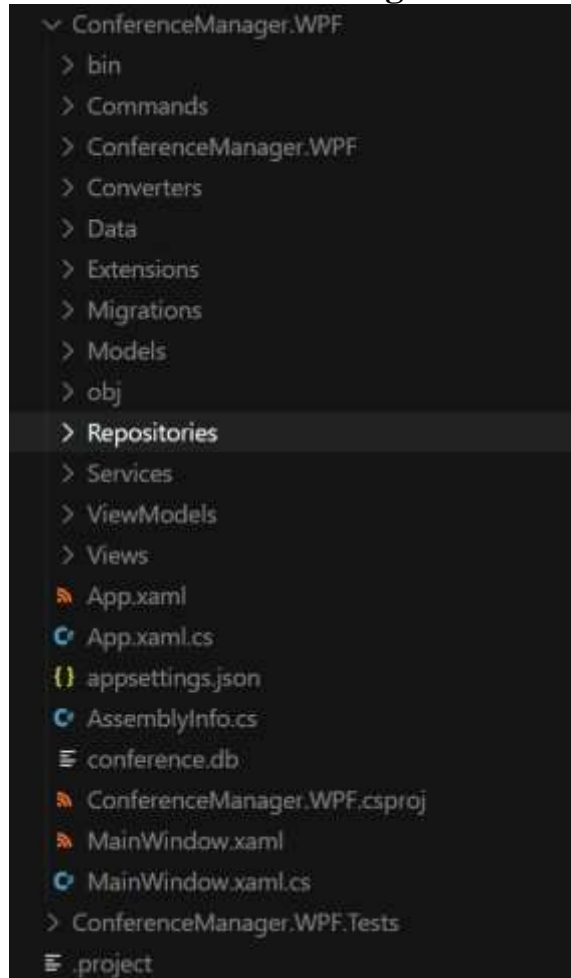 ConferenceManager.WPF
bin
Commands
ConferenceManager.WPF
Converters
Data
Extensions
Migrations
Models
obj
Repositories
Services
ViewModels
Views
App.xaml
C# App.xaml.cs
{} appsettings.json
C# AssemblyInfo.cs
conference.db
ConferenceManager.WPF.csproj
MainWindow.xaml
C# MainWindow.xaml.cs
ConferenceManager.WPF.Tests
.project